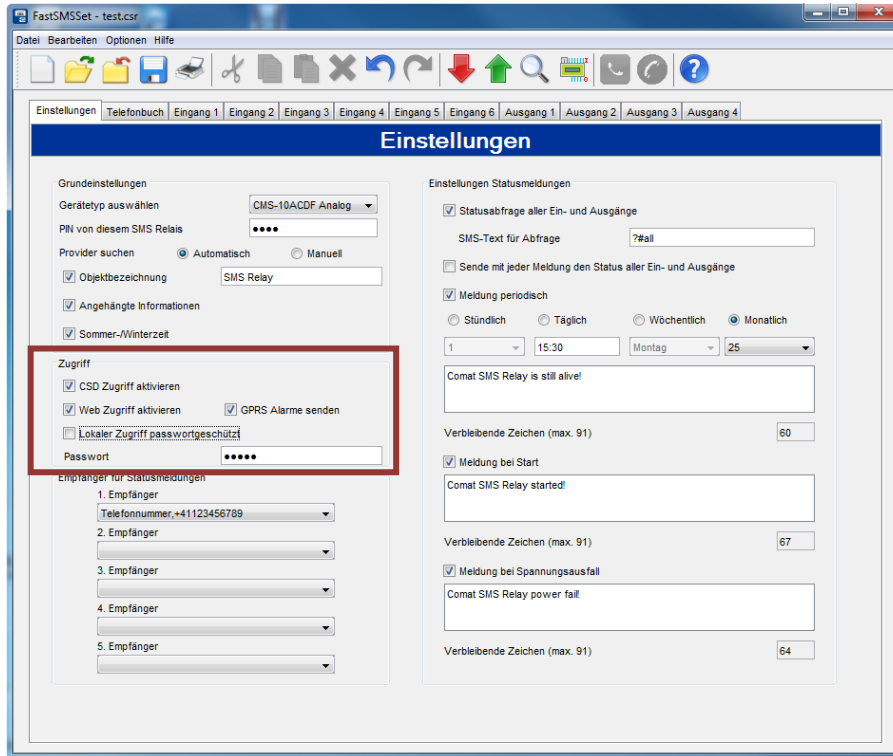 FastSMSSet - test.csr
Datei Bearbeiten Optionen Hilfe
Einstellungen Telefonbuch Eingang 1 Eingang 2 Eingang 3 Eingang 4 Eingang 5 Eingang 6 Ausgang 1 Ausgang 2 Ausgang 3 Ausgang 4
Einstellungen
Grundeinstellungen
Gerätetyp auswählen CMS-10ACDF Analog
PIN von diesem SMS Relais ••••
Provider suchen Automatisch Manuell
Objektbezeichnung SMS Relay
Angehängte Informationen
Sommer-/Winterzeit
Zugriff
CSD Zugriff aktivieren
Web Zugriff aktivieren GPRS Alarme senden
Lokaler Zugriff passwortgeschützt
Passwort •••••
Empfänger für Statusmeldungen
1. Empfänger
Telefonnummer,+41123456789
2. Empfänger
3. Empfänger
4. Empfänger
5. Empfänger
Einstellungen Statusmeldungen
Statusabfrage aller Ein- und Ausgänge
SMS-Text für Abfrage ?#all
Sende mit jeder Meldung den Status aller Ein- und Ausgänge
Meldung periodisch
Stündlich Täglich Wöchentlich Monatlich
1 15:30 Montag 25
Comat SMS Relay is still alive!
Verbleibende Zeichen (max. 91) 60
Meldung bei Start
Comat SMS Relay started!
Verbleibende Zeichen (max. 91) 67
Meldung bei Spannungsausfall
Comat SMS Relay power fail!
Verbleibende Zeichen (max. 91) 64